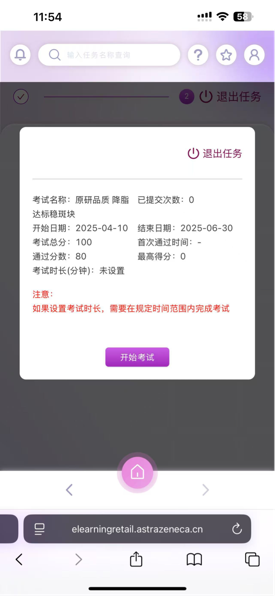 11:54
58
输入任务名称查询
2
退出任务
退出任务
考试名称：原研品质 降脂达标稳斑块
已提交次数：0
开始日期：2025-04-10
结束日期：2025-06-30
考试总分：100
首次通过时间：-
通过分数：80
最高得分：0
考试时长(分钟)：未设置
注意：
如果设置考试时长，需要在规定时间范围内完成考试
开始考试
elearningretail.astrazeneca.cn